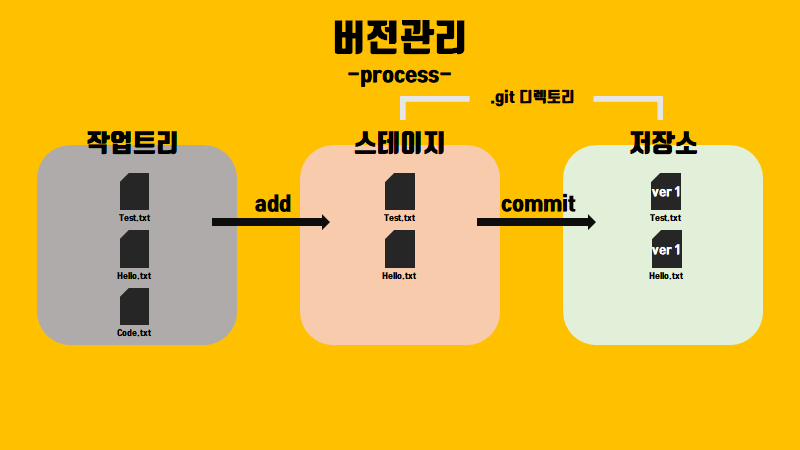 버전관리
-process-
.git 디렉토리
작업트리
스테이지
저장소
Test.txt
Hello.txt
Code.txt
add
Test.txt
Hello.txt
commit
ver 1
Test.txt
ver 1
Hello.txt